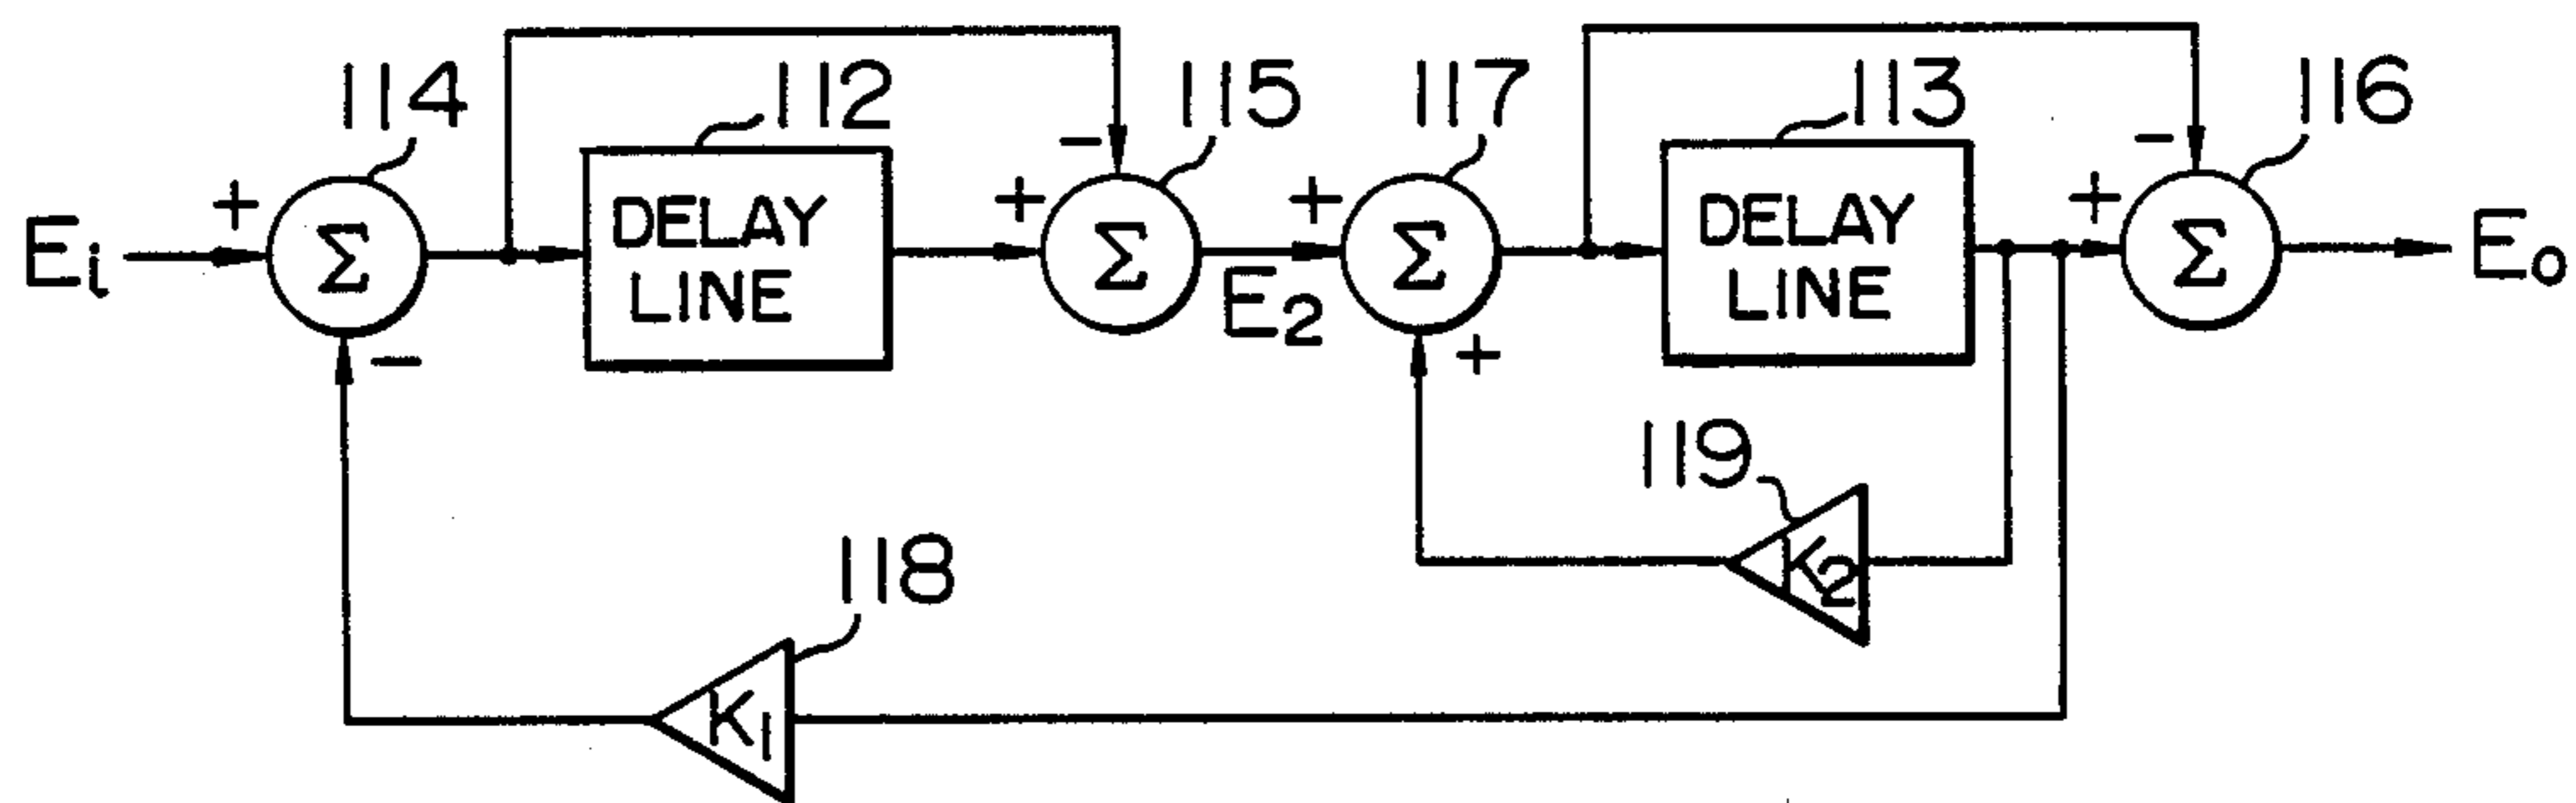 114
112
115
117
113
116
+
-
+
+
-
+
Ei
Σ
DELAY
LINE
Σ
E2
Σ
DELAY
LINE
Σ
Eo
-
+
119
K2
118
K1